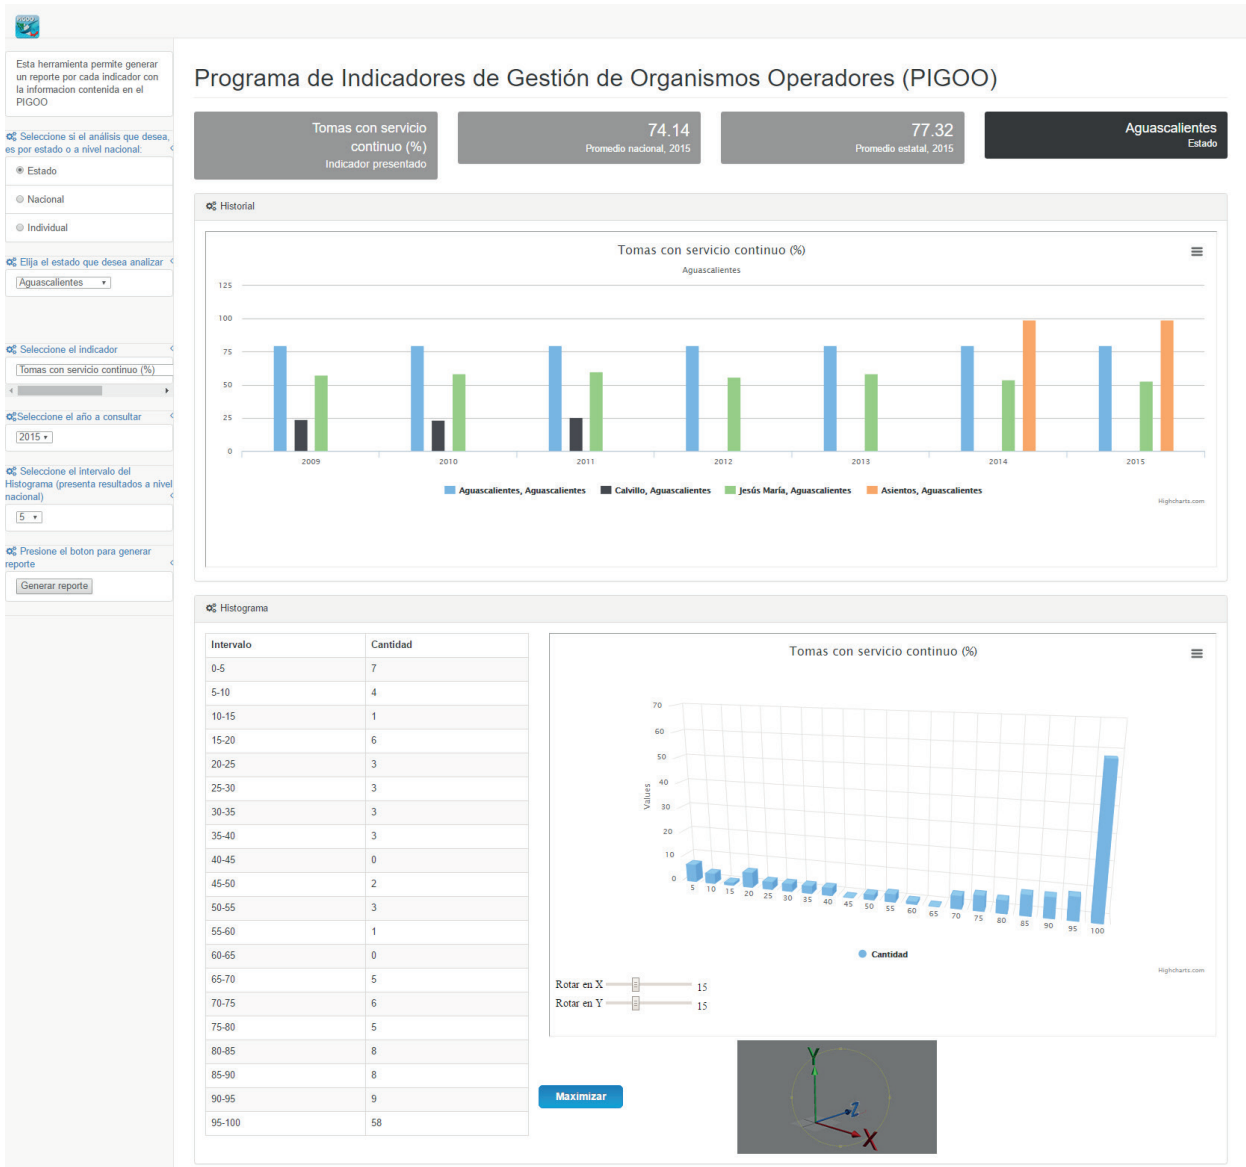 PIGOO
Esta herramienta permite generar
un reporte por cada indicador con
la informacion contenida en el
PIGOO
Seleccione si el análisis que desea,
es por estado o a nivel nacional:
Estado
Nacional
Individual
Elija el estado que desea analizar
Aguascalientes
Seleccione el indicador
Tomas con servicio continuo (%)
Seleccione el año a consultar
2015
Seleccione el intervalo del
Histograma (presenta resultados a nivel
nacional)
5
Presione el boton para generar
reporte
Generar reporte
Programa de Indicadores de Gestión de Organismos Operadores (PIGOO)
Tomas con servicio
continuo (%)
Indicador presentado
74.14
Promedio nacional, 2015
77.32
Promedio estatal, 2015
Aguascalientes
Estado
Historial
Tomas con servicio continuo (%)
Aguascalientes
125
100
75
50
25
0
2009 2010 2011 2012 2013 2014 2015
Aguascalientes, Aguascalientes Calvillo, Aguascalientes Jesús María, Aguascalientes Asientos, Aguascalientes
Highcharts.com
Histograma
Intervalo Cantidad
0-5 7
5-10 4
10-15 1
15-20 6
20-25 3
25-30 3
30-35 3
35-40 3
40-45 0
45-50 2
50-55 3
55-60 1
60-65 0
65-70 5
70-75 6
75-80 5
80-85 8
85-90 8
90-95 9
95-100 58
Tomas con servicio continuo (%)
70
60
50
40
30
20
10
0
Values
5 10 15 20 25 30 35 40 45 50 55 60 65 70 75 80 85 90 95 100
Cantidad
Highcharts.com
Rotar en X 15
Rotar en Y 15
Maximizar
Y
Z
X